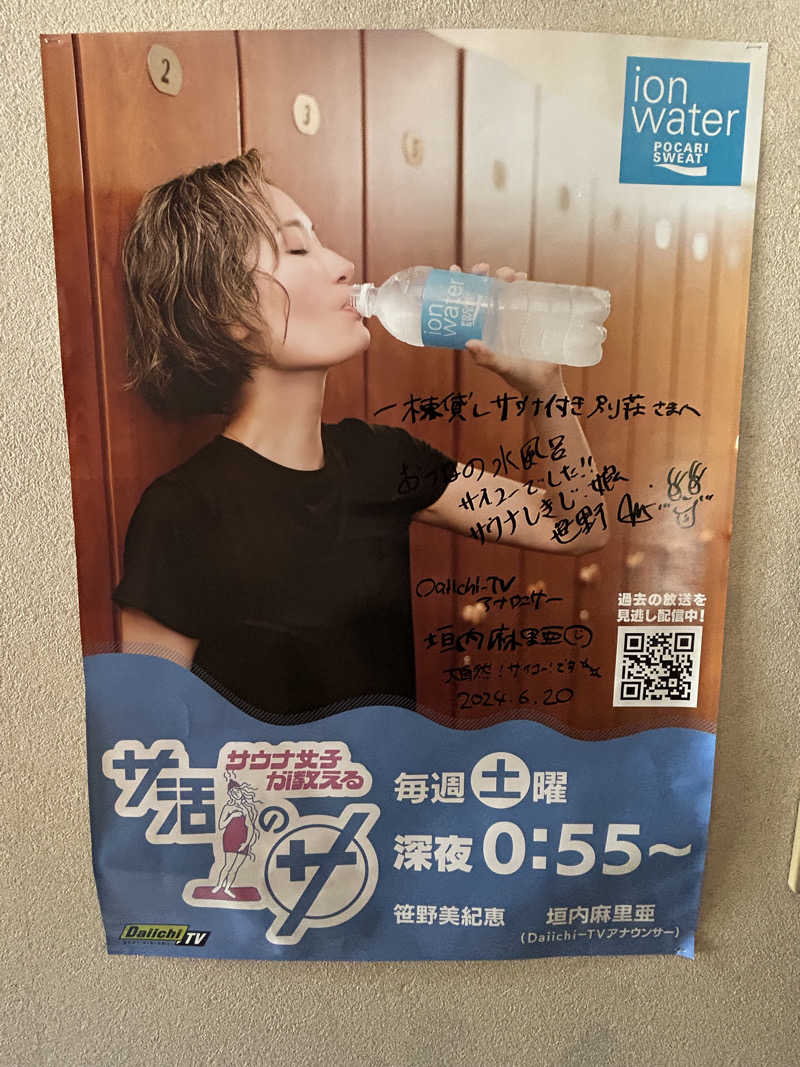 2
3
5
ion
water
POCARI
SWEAT
ion
water
一棟貸しサウナ付き別荘さまへ
の水風呂
サイコーでした!!
サウナしきじ娘
笹野
Daiichi-TV
アナウンサー
垣内麻里亜
大自然!サイコーです
2024.6.20
過去の放送を
見逃し配信中!
サウナ女子
が教える
サ活
の
サ
毎週土曜
深夜0:55~
笹野美紀恵 垣内麻里亜
(Daiichi-TVアナウンサー)
Daiichi-TV